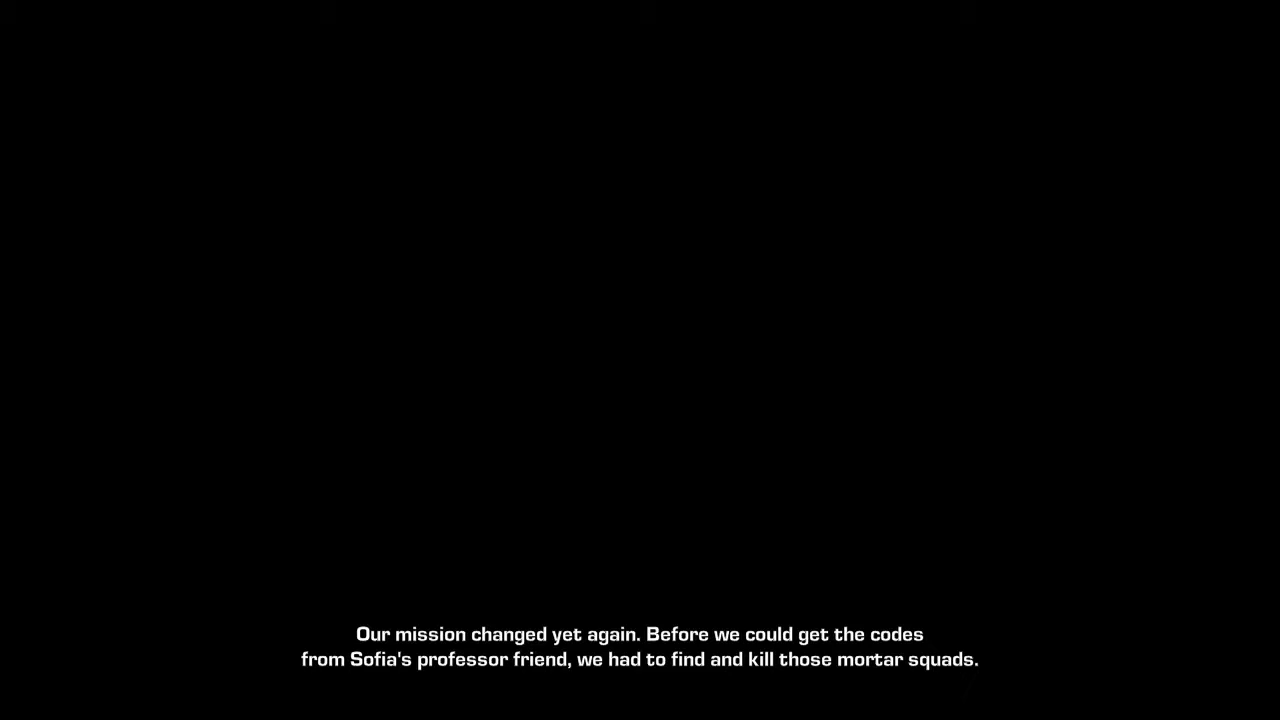 Our mission changed yet again. Before we could get the codes
from Sofia's professor friend, we had to find and kill those mortar squads.